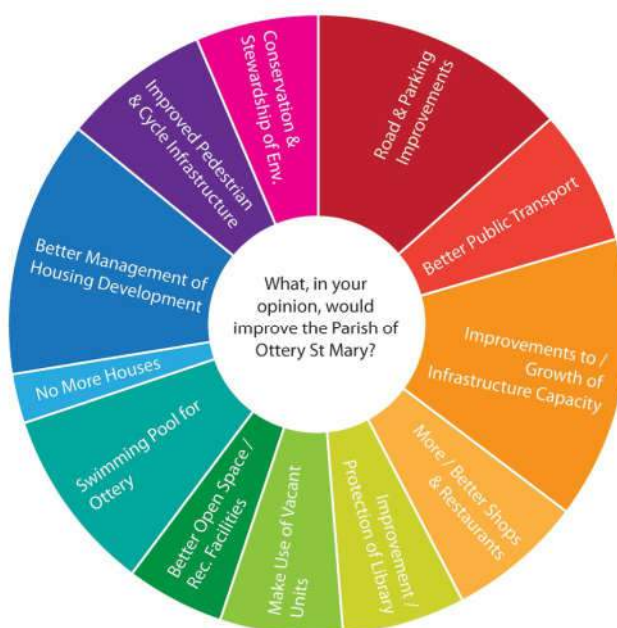 What, in your
opinion, would
improve the Parish of
Ottery St Mary?
Road & Parking
Improvements
Better Public Transport
Improvements to /
Growth of
Infrastructure Capacity
More / Better Shops
& Restaurants
Improvement /
Protection of Library
Make Use of Vacant
Units
Better Open Space /
Rec. Facilities
Swimming Pool for
Ottery
No More Houses
Better Management of
Housing Development
Improved Pedestrian
& Cycle Infrastructure
Conservation &
Stewardship of Env.